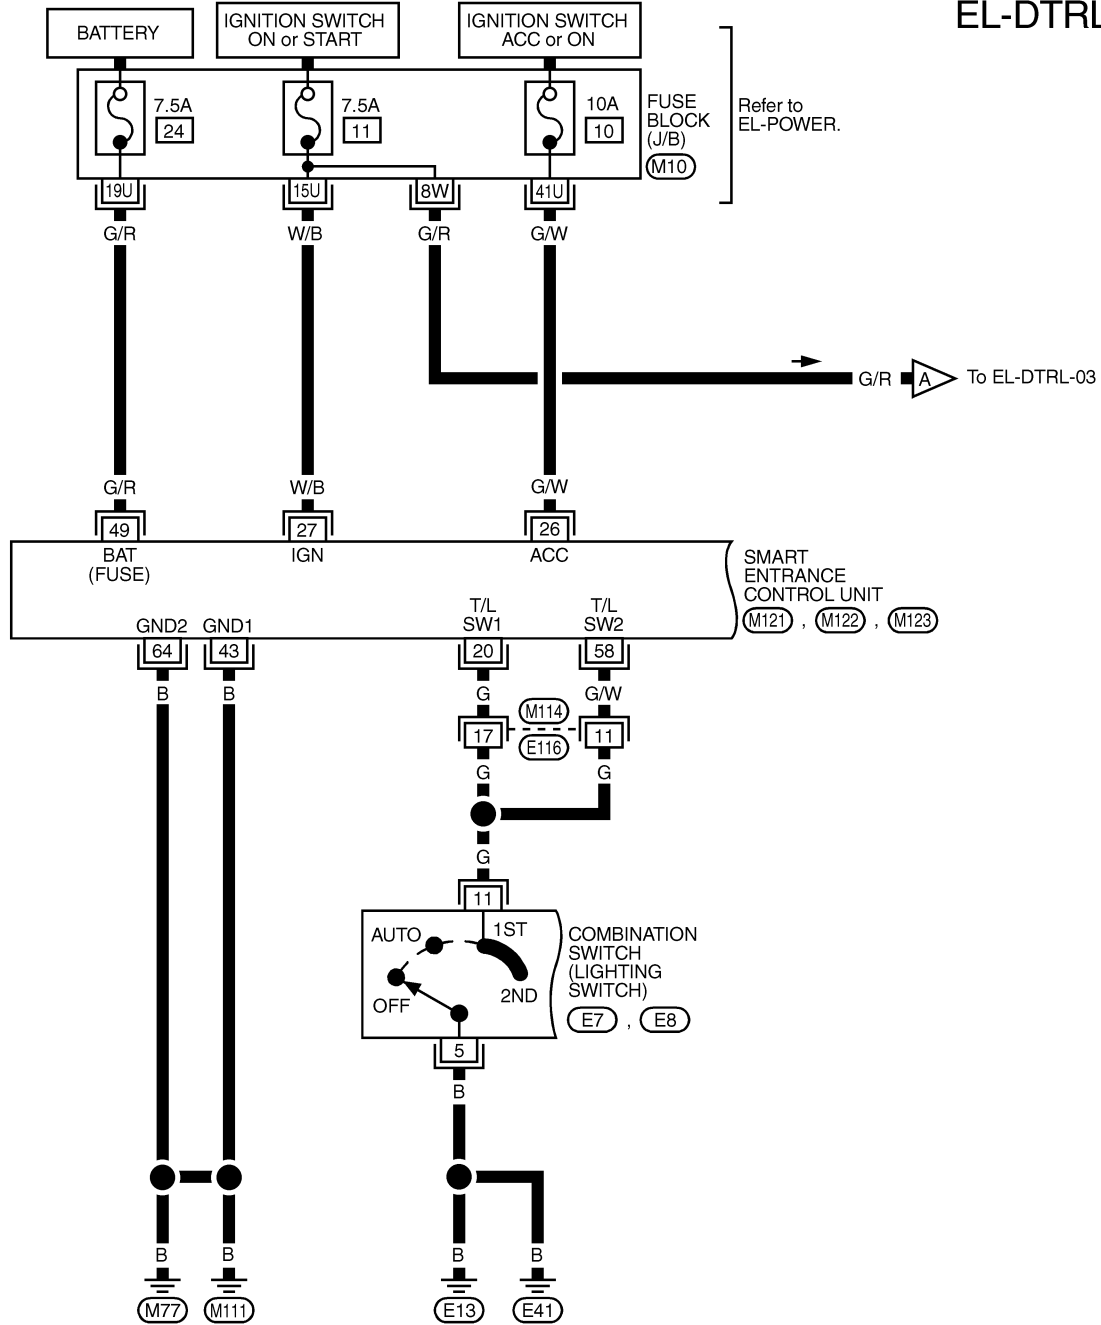 EL-DTRL
BATTERY
IGNITION SWITCH
ON or START
IGNITION SWITCH
ACC or ON
7.5A
24
7.5A
11
10A
10
FUSE
BLOCK
(J/B)
M10
Refer to
EL-POWER.
19U
15U
8W
41U
G/R
W/B
G/R
G/W
G/R
A
To EL-DTRL-03
G/R
W/B
G/W
49
27
26
BAT
(FUSE)
IGN
ACC
SMART
ENTRANCE
CONTROL UNIT
M121 , M122 , M123
GND2
GND1
T/L
SW1
T/L
SW2
64
43
20
58
B
B
G
G/W
M114
17
11
E116
G
G
G
11
AUTO
1ST
OFF
2ND
COMBINATION
SWITCH
(LIGHTING
SWITCH)
E7 , E8
5
B
B
B
B
B
M77
M111
E13
E41